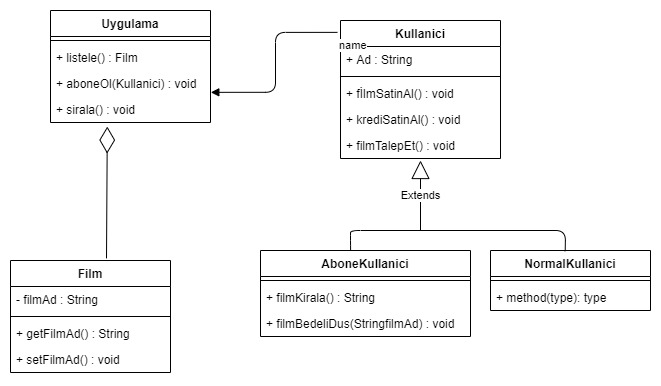 Uygulama
+ listele() : Film
+ aboneOl(Kullanici) : void
+ sirala() : void
Kullanici
name
+ Ad : String
+ filmSatinAl() : void
+ krediSatinAl() : void
+ filmTalepEt() : void
Extends
Film
- filmAd : String
+ getFilmAd() : String
+ setFilmAd() : void
AboneKullanici
+ filmKirala() : String
+ filmBedeliDus(StringfilmAd) : void
NormalKullanici
+ method(type): type